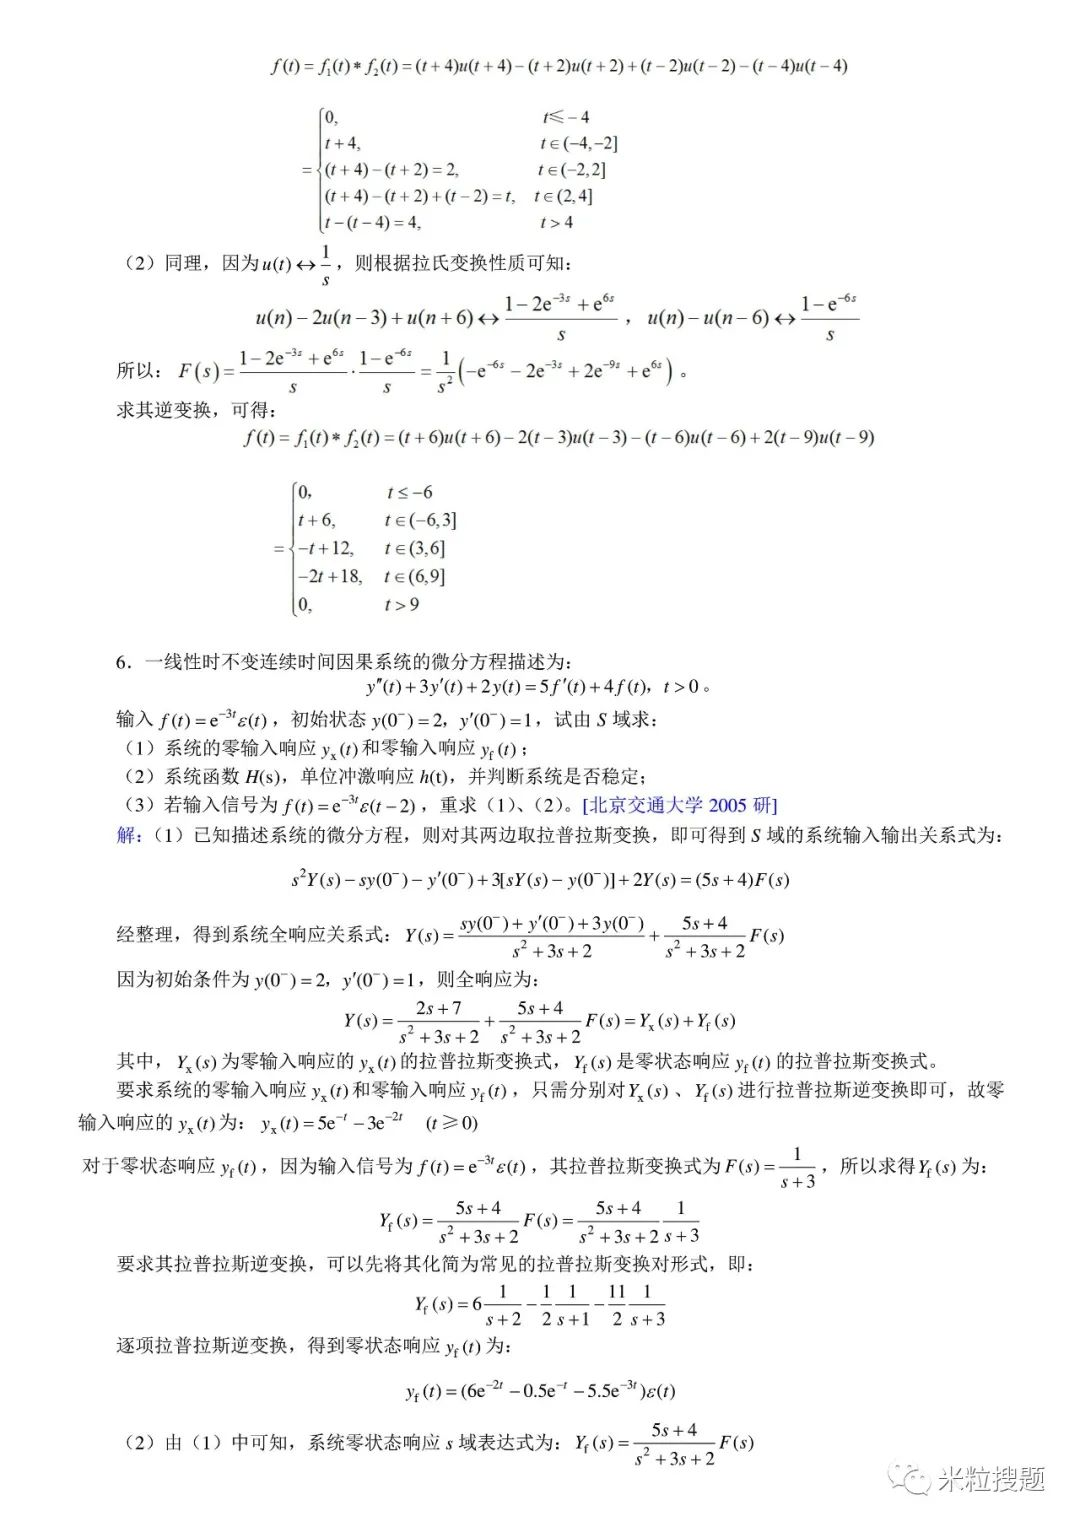 f(t) = f₁(t) * f₂(t) = (t+4)u(t+4) − (t+2)u(t+2) + (t−2)u(t−2) − (t−4)u(t−4)
= { 0, t ⩽ −4
t+4, t∈(−4,−2]
(t+4)−(t+2)=2, t∈(−2,2]
(t+4)−(t+2)+(t−2)=t, t∈(2,4]
t−(t−4)=4, t>4
（2）同理，因为u(t)↔1/s，则根据拉氏变换性质可知：
u(n)−2u(n−3)+u(n+6)↔(1−2e^{−3s}+e^{6s})/s，u(n)−u(n−6)↔(1−e^{−6s})/s
所以：F(s)=(1−2e^{−3s}+e^{6s})/s·(1−e^{−6s})/s=1/s²(−e^{−6s}−2e^{−3s}+2e^{−9s}+e^{6s})。
求其逆变换，可得：
f(t)=f₁(t)*f₂(t)=(t+6)u(t+6)−2(t−3)u(t−3)−(t−6)u(t−6)+2(t−9)u(t−9)
= { 0, t≤−6
t+6, t∈(−6,3]
−t+12, t∈(3,6]
−2t+18, t∈(6,9]
0, t>9
6．一线性时不变连续时间因果系统的微分方程描述为：
y″(t)+3y′(t)+2y(t)=5f′(t)+4f(t)，t>0。
输入 f(t)=e^{−3t}ε(t)，初始状态 y(0⁻)=2，y′(0⁻)=1，试由 S 域求：
（1）系统的零输入响应 yₓ(t)和零输入响应 y_f(t)；
（2）系统函数 H(s)，单位冲激响应 h(t)，并判断系统是否稳定；
（3）若输入信号为 f(t)=e^{−3t}ε(t−2)，重求（1）、（2）。[北京交通大学 2005 研]
解：（1）已知描述系统的微分方程，则对其两边取拉普拉斯变换，即可得到 S 域的系统输入输出关系式为：
s²Y(s)−sy(0⁻)−y′(0⁻)+3[sY(s)−y(0⁻)]+2Y(s)=(5s+4)F(s)
经整理，得到系统全响应关系式：Y(s)=(sy(0⁻)+y′(0⁻)+3y(0⁻))/(s²+3s+2)+(5s+4)/(s²+3s+2)F(s)
因为初始条件为 y(0⁻)=2，y′(0⁻)=1，则全响应为：
Y(s)=(2s+7)/(s²+3s+2)+(5s+4)/(s²+3s+2)F(s)=Yₓ(s)+Y_f(s)
其中，Yₓ(s)为零输入响应的 yₓ(t)的拉普拉斯变换式，Y_f(s)是零状态响应 y_f(t) 的拉普拉斯变换式。
要求系统的零输入响应 yₓ(t)和零输入响应 y_f(t)，只需分别对Yₓ(s)、Y_f(s)进行拉普拉斯逆变换即可，故零
输入响应的 yₓ(t)为：yₓ(t)=5e^{−t}−3e^{−2t} (t≥0)
对于零状态响应 y_f(t)，因为输入信号为 f(t)=e^{−3t}ε(t)，其拉普拉斯变换式为F(s)=1/(s+3)，所以求得Y_f(s) 为：
Y_f(s)=(5s+4)/(s²+3s+2)F(s)=(5s+4)/(s²+3s+2) 1/(s+3)
要求其拉普拉斯逆变换，可以先将其化简为常见的拉普拉斯变换对形式，即：
Y_f(s)=6 1/(s+2)−1/2 1/(s+1)−11/2 1/(s+3)
逐项拉普拉斯逆变换，得到零状态响应 y_f(t) 为：
y_f(t)=(6e^{−2t}−0.5e^{−t}−5.5e^{−3t})ε(t)
（2）由（1）中可知，系统零状态响应 s 域表达式为：Y_f(s)=(5s+4)/(s²+3s+2)F(s)
米粒搜题